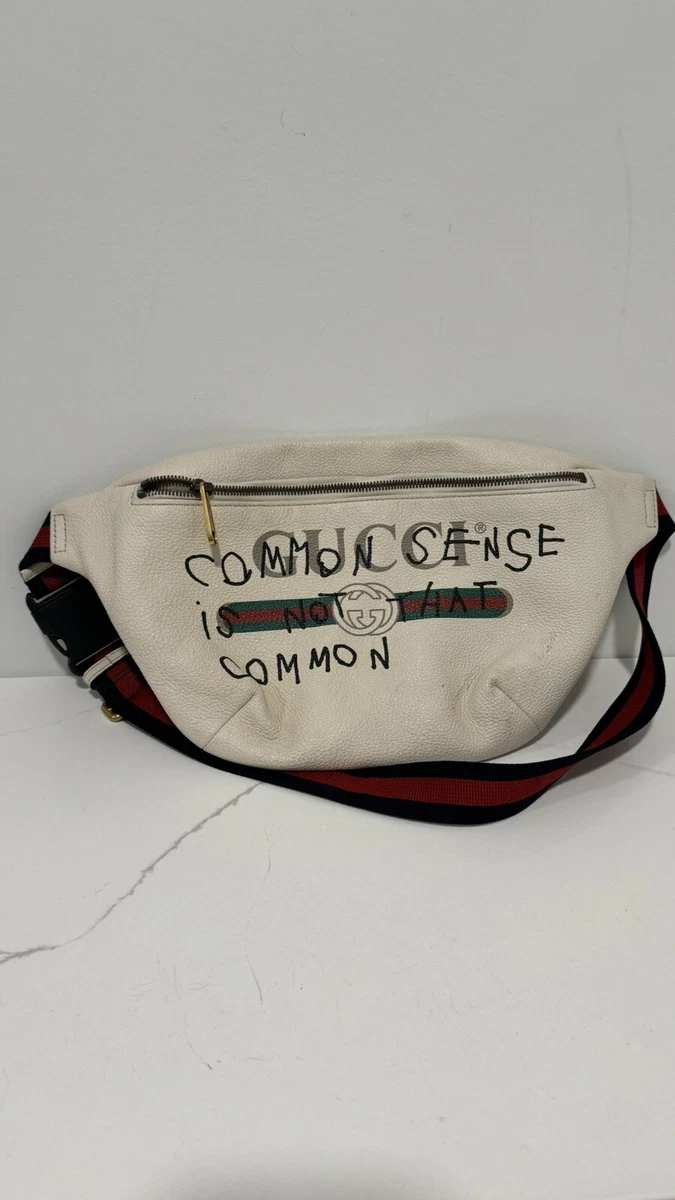 GUCCI®
COMMON SENSE
iS NOT THAT
COMMON